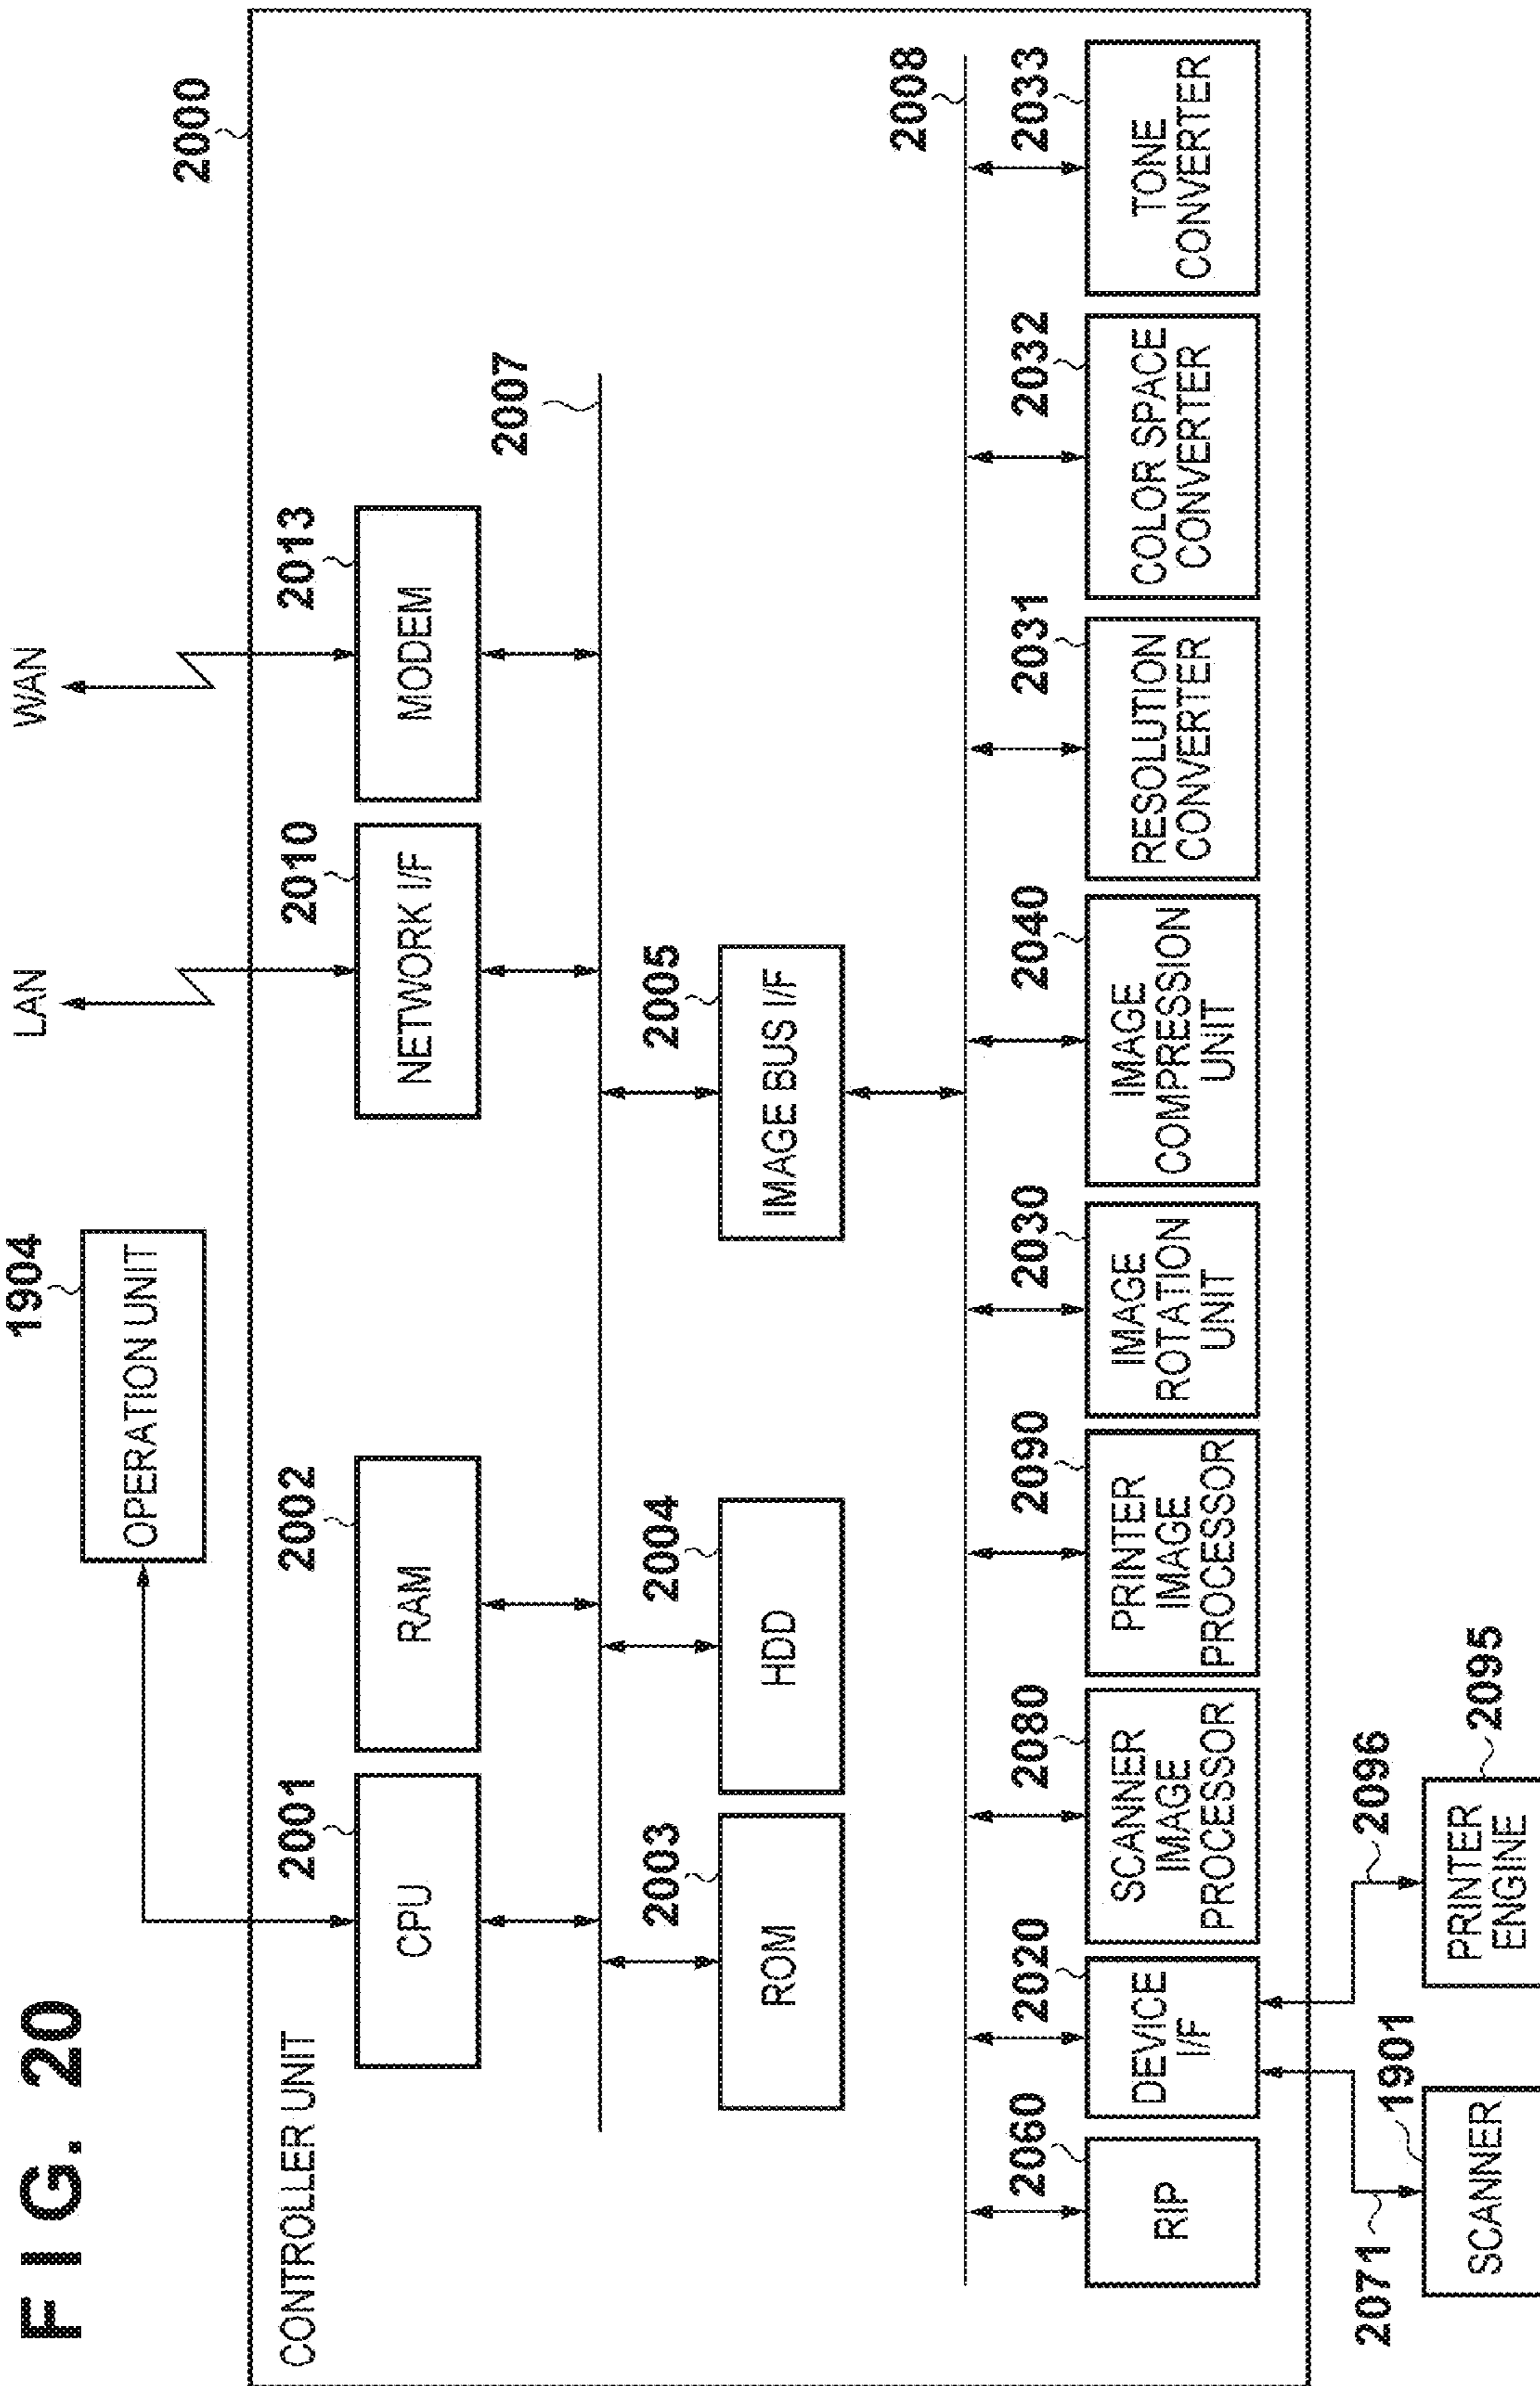 FIG. 20
LAN
WAN
1904
OPERATION UNIT
2000
CONTROLLER UNIT
2001
CPU
2002
RAM
2010
NETWORK I/F
2013
MODEM
2007
2003
ROM
2004
HDD
2005
IMAGE BUS I/F
2008
2060
RIP
2020
DEVICE
I/F
2080
SCANNER
IMAGE
PROCESSOR
2090
PRINTER
IMAGE
PROCESSOR
2030
IMAGE
ROTATION
UNIT
2040
IMAGE
COMPRESSION
UNIT
2031
RESOLUTION
CONVERTER
2032
COLOR SPACE
CONVERTER
2033
TONE
CONVERTER
2071
1901
SCANNER
2096
2095
PRINTER
ENGINE